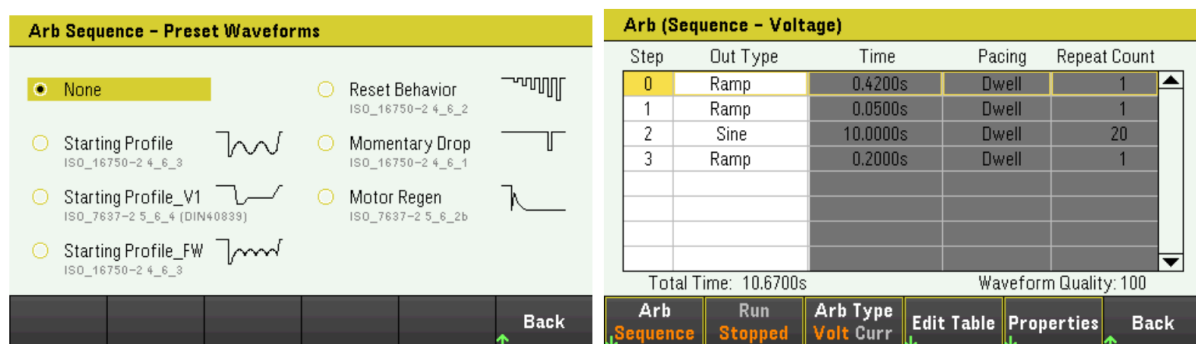 Arb Sequence – Preset Waveforms
None
Reset Behavior
ISO_16750-2 4_6_2
Starting Profile
ISO_16750-2 4_6_3
Momentary Drop
ISO_16750-2 4_6_1
Starting Profile_V1
ISO_7637-2 5_6_4 (DIN40839)
Motor Regen
ISO_7637-2 5_6_2b
Starting Profile_FW
ISO_16750-2 4_6_3
Back
Arb (Sequence – Voltage)
Step Out Type Time Pacing Repeat Count
0 Ramp 0.4200s Dwell 1
1 Ramp 0.0500s Dwell 1
2 Sine 10.0000s Dwell 20
3 Ramp 0.2000s Dwell 1
Total Time: 10.6700s Waveform Quality: 100
Arb Run Arb Type
Sequence Stopped Volt Curr Edit Table Properties Back